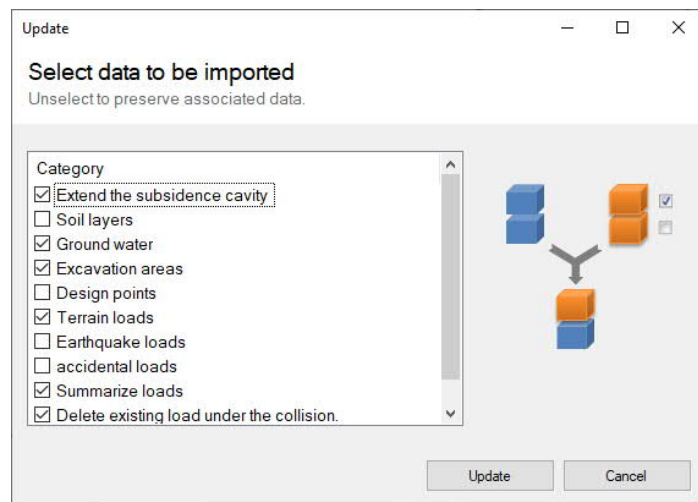 Update
Select data to be imported
Unselect to preserve associated data.
Category
Extend the subsidence cavity
Soil layers
Ground water
Excavation areas
Design points
Terrain loads
Earthquake loads
accidental loads
Summarize loads
Delete existing load under the collision.
Update
Cancel